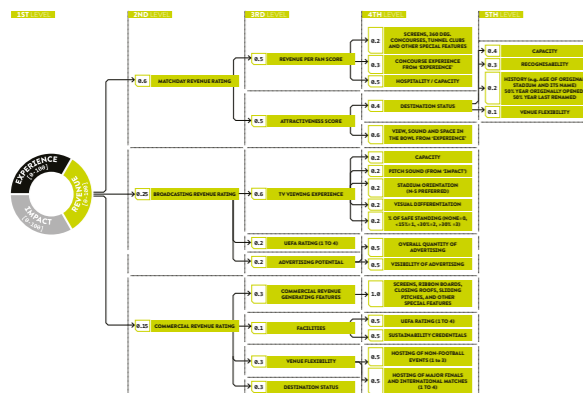 1ST LEVEL
2ND LEVEL
3RD LEVEL
4TH LEVEL
5TH LEVEL
EXPERIENCE
[0-100]
REVENUE
[0-100]
IMPACT
[0-100]
0.6 MATCHDAY REVENUE RATING
0.25 BROADCASTING REVENUE RATING
0.15 COMMERCIAL REVENUE RATING
0.5 REVENUE PER FAN SCORE
0.5 ATTRACTIVENESS SCORE
0.6 TV VIEWING EXPERIENCE
0.2 UEFA RATING (1 TO 4)
0.2 ADVERTISING POTENTIAL
0.3 COMMERCIAL REVENUE
GENERATING FEATURES
0.1 FACILITIES
0.3 VENUE FLEXIBILITY
0.3 DESTINATION STATUS
0.2 SCREENS, 360 DEG.
CONCOURSES, TUNNEL CLUBS
AND OTHER SPECIAL FEATURES
0.3 CONCOURSE EXPERIENCE
FROM 'EXPERIENCE'
0.5 HOSPITALITY / CAPACITY
0.4 DESTINATION STATUS
0.6 VIEW, SOUND AND SPACE IN
THE BOWL FROM 'EXPERIENCE'
0.2 CAPACITY
0.2 PITCH SOUND (FROM 'IMPACT')
0.2 STADIUM ORIENTATION
(N-S PREFERRED)
0.2 VISUAL DIFFERENTIATION
0.2 % OF SAFE STANDING (NONE=0,
<15%=1, <30%=2, >30% =3)
0.5 OVERALL QUANTITY OF
ADVERTISING
0.5 VISIBILITY OF ADVERTISING
1.0 SCREENS, RIBBON BOARDS,
CLOSING ROOFS, SLIDING
PITCHES, AND OTHER
SPECIAL FEATURES
0.5 UEFA RATING (1 TO 4)
0.5 SUSTAINABILITY CREDENTIALS
0.5 HOSTING OF NON-FOOTBALL
EVENTS (1 to 3)
0.5 HOSTING OF MAJOR FINALS
AND INTERNATIONAL MATCHES
(1 TO 4)
0.4 CAPACITY
0.3 RECOGNISABILITY
0.2 HISTORY (e.g. AGE OF ORIGINAL
STADIUM AND ITS NAME)
50% YEAR ORIGINALLY OPENED
50% YEAR LAST RENAMED
0.1 VENUE FLEXIBILITY